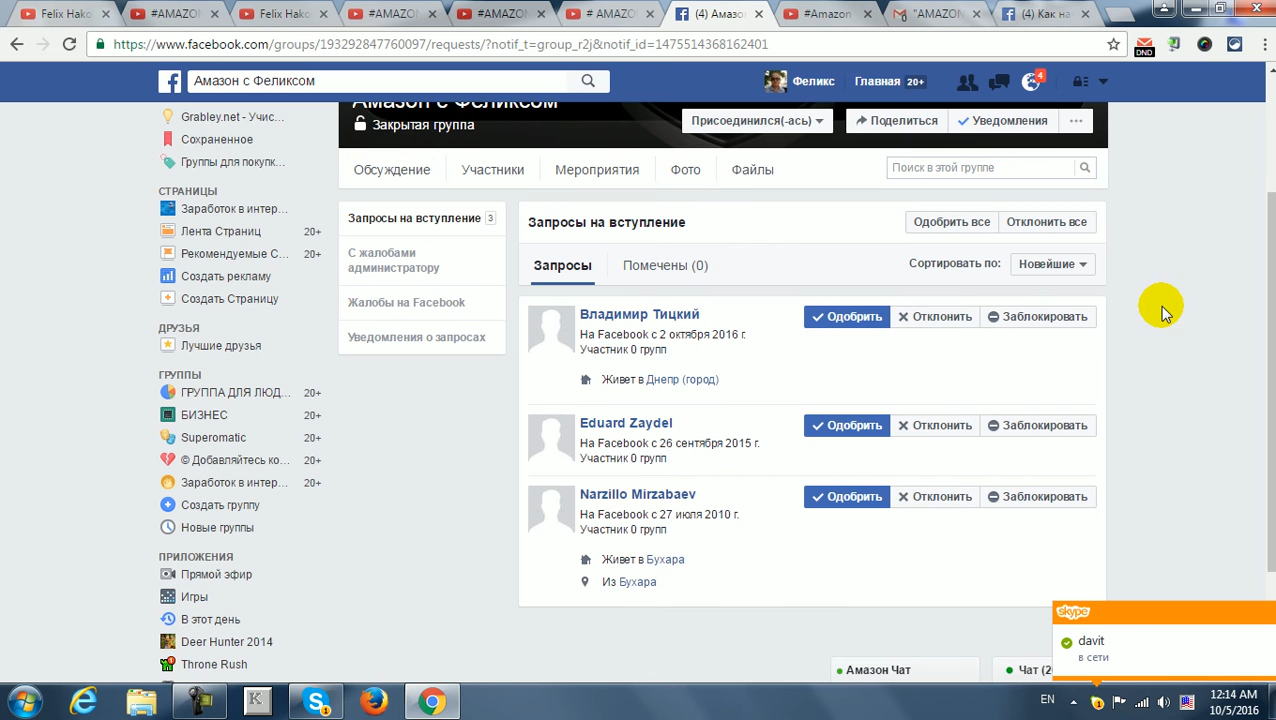 Felix Hako
#AMAZON
Felix Hako
#AMAZON
#AMAZON
# AMAZO
(4) Амазо
#Amazon
"AMAZON
(4) Как на
https://www.facebook.com/groups/193292847760097/requests/?notif_t=group_r2j&notif_id=1475514368162401
DND
Амазон с Феликсом
Феликс
Главная 20+
4
Grabley.net - Учис...
Сохраненное
Группы для покупк...
СТРАНИЦЫ
Заработок в интер...
Лента Страниц 20+
Рекомендуемые С... 20+
Создать рекламу
Создать Страницу
ДРУЗЬЯ
Лучшие друзья
ГРУППЫ
ГРУППА ДЛЯ ЛЮД... 20+
БИЗНЕС 20+
Superomatic 20+
© Добавляйтесь ко... 20+
Заработок в интер... 20+
Создать группу
Новые группы
ПРИЛОЖЕНИЯ
Прямой эфир
Игры
В этот день
Deer Hunter 2014
Throne Rush
Амазон с Феликсом
Закрытая группа
Присоединился(-ась)
Поделиться
Уведомления
Обсуждение
Участники
Мероприятия
Фото
Файлы
Поиск в этой группе
Запросы на вступление 3
С жалобами
администратору
Жалобы на Facebook
Уведомления о запросах
Запросы на вступление
Одобрить все
Отклонить все
Запросы
Помечены (0)
Сортировать по:
Новейшие
Владимир Тицкий
На Facebook с 2 октября 2016 г.
Участник 0 групп
Живет в Днепр (город)
Одобрить
Отклонить
Заблокировать
Eduard Zaydel
На Facebook с 26 сентября 2015 г.
Участник 0 групп
Одобрить
Отклонить
Заблокировать
Narzillo Mirzabaev
На Facebook с 27 июля 2010 г.
Участник 0 групп
Живет в Бухара
Из Бухара
Одобрить
Отклонить
Заблокировать
Амазон Чат
Чат (2
skype
davit
в сети
EN
12:14 AM
10/5/2016